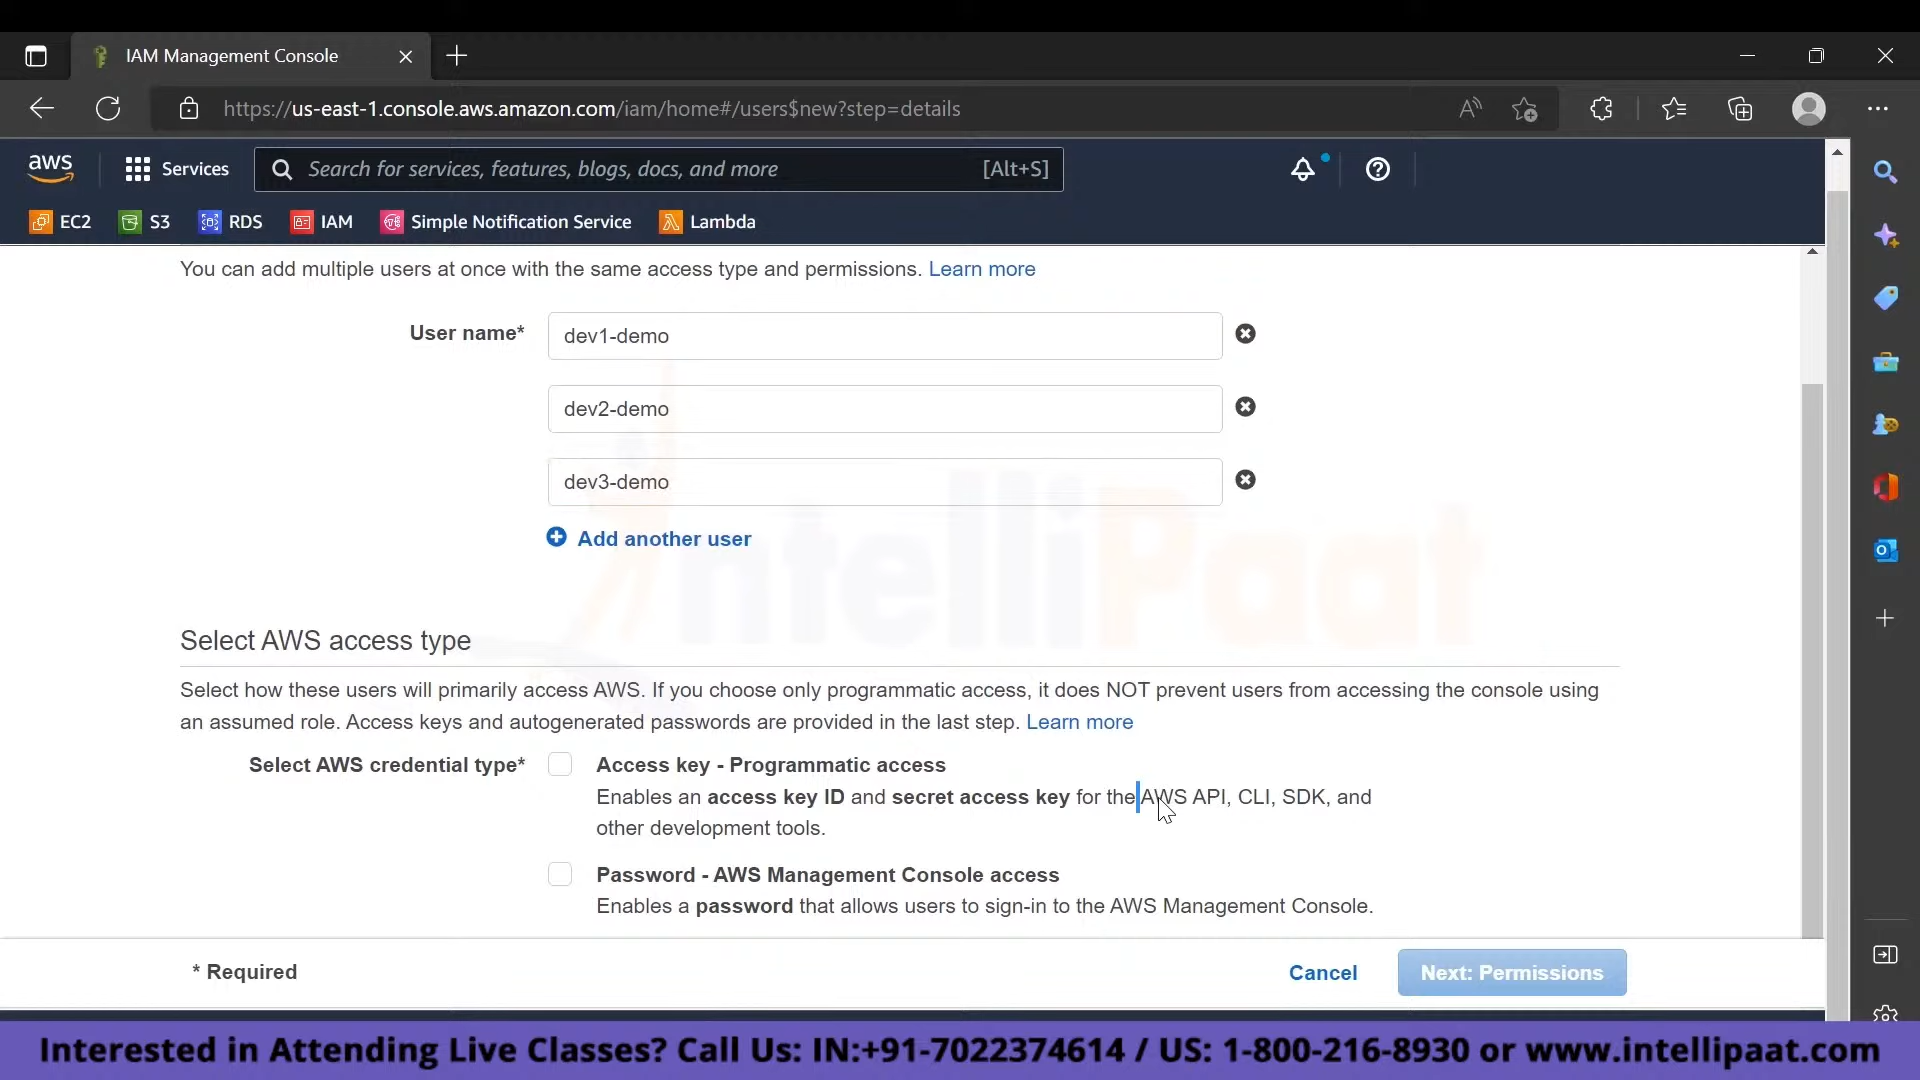 IAM Management Console
https://us-east-1.console.aws.amazon.com/iam/home#/users$new?step=details
aws
Services
Search for services, features, blogs, docs, and more
[Alt+S]
EC2
S3
RDS
IAM
Simple Notification Service
Lambda
You can add multiple users at once with the same access type and permissions. Learn more
User name*
dev1-demo
dev2-demo
dev3-demo
Add another user
IntelliPaat
Select AWS access type
Select how these users will primarily access AWS. If you choose only programmatic access, it does NOT prevent users from accessing the console using
an assumed role. Access keys and autogenerated passwords are provided in the last step. Learn more
Select AWS credential type*
Access key - Programmatic access
Enables an access key ID and secret access key for the AWS API, CLI, SDK, and
other development tools.
Password - AWS Management Console access
Enables a password that allows users to sign-in to the AWS Management Console.
* Required
Cancel
Next: Permissions
Interested in Attending Live Classes? Call Us: IN:+91-7022374614 / US: 1-800-216-8930 or www.intellipaat.com